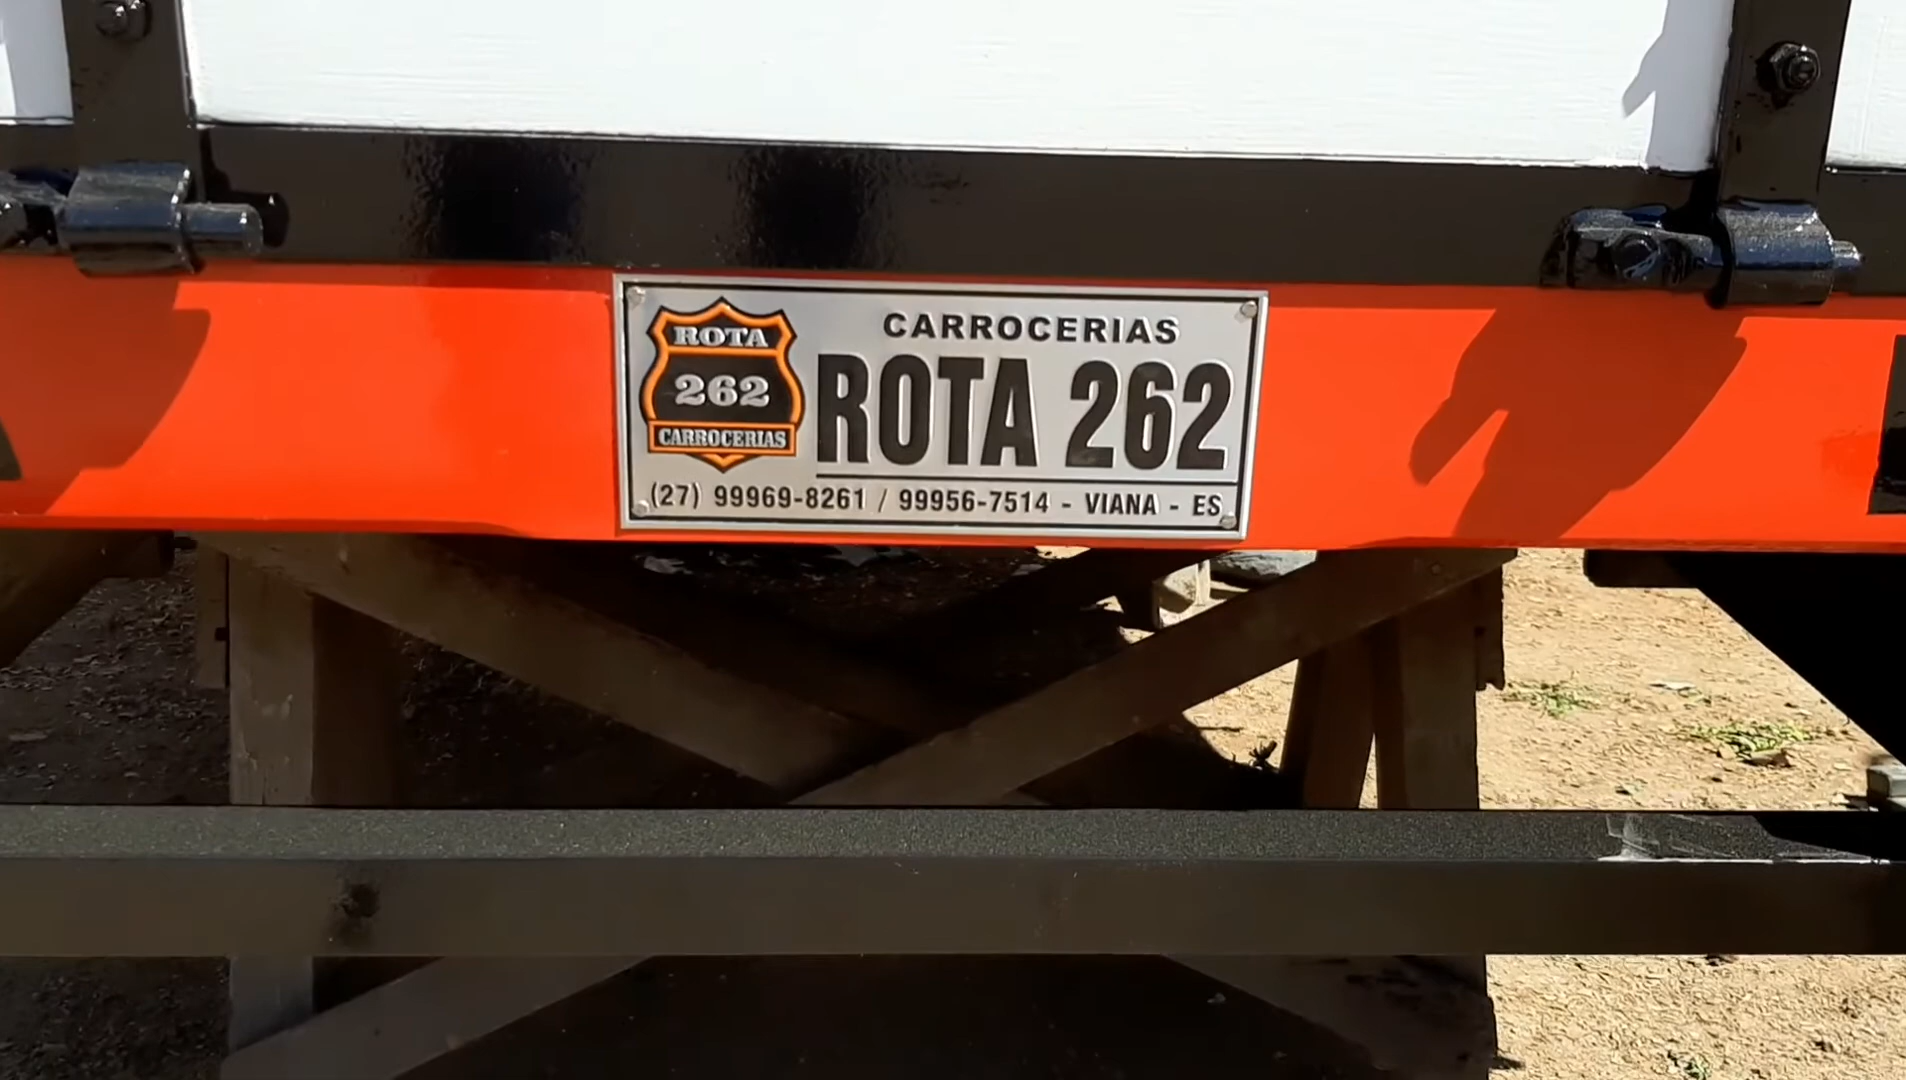 ROTA
262
CARROCERIAS
CARROCERIAS
ROTA 262
(27) 99969-8261 / 99956-7514 - VIANA - ES